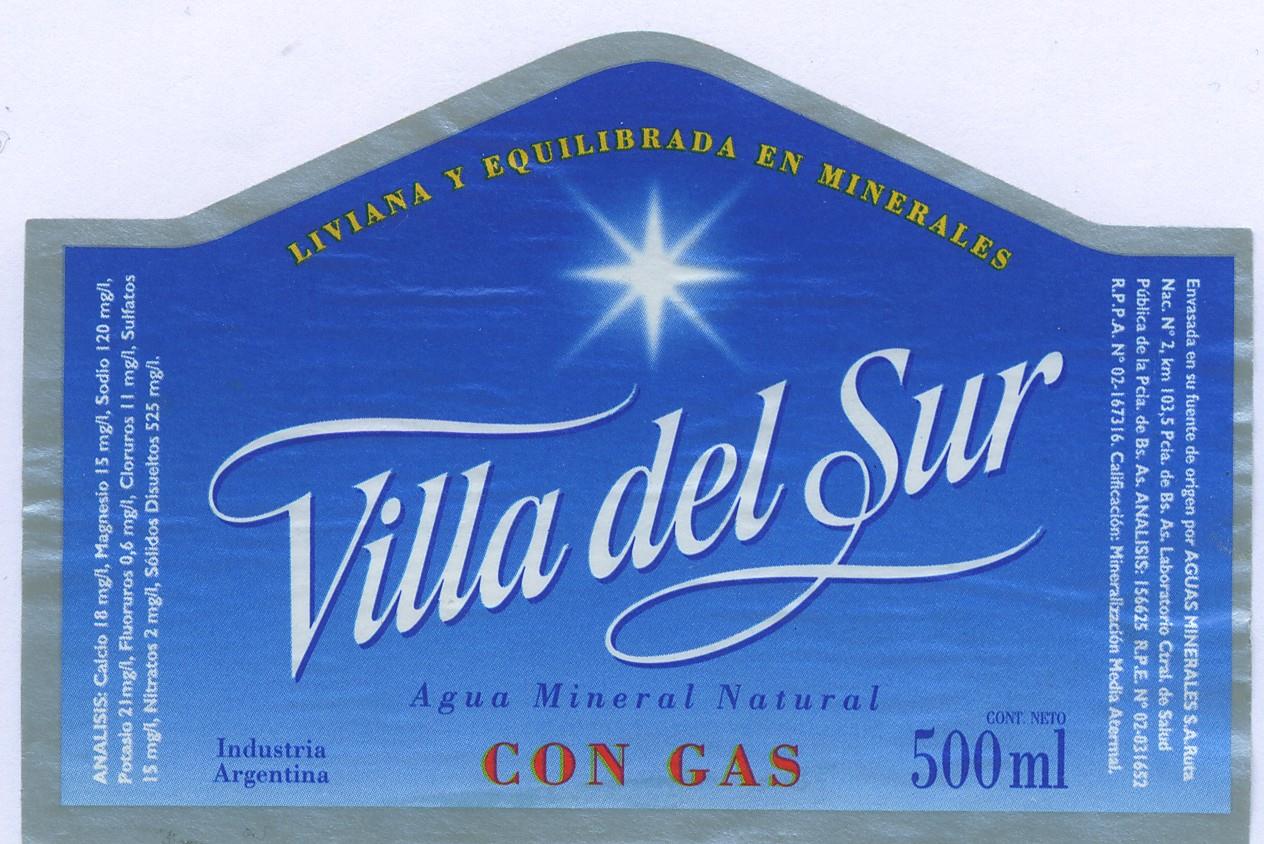 LIVIANA Y EQUILIBRADA EN MINERALES
Villa del Sur
Agua Mineral Natural
CON GAS
Industria
Argentina
CONT. NETO
500 ml
ANALISIS: Calcio 18 mg/l, Magnesio 15 mg/l, Sodio 120 mg/l,
Potasio 21mg/l, Fluoruros 0,6 mg/l, Cloruros 11 mg/l, Sulfatos
15 mg/l, Nitratos 2 mg/l, Sólidos Disueltos 525 mg/l.
Envasada en su fuente de origen por AGUAS MINERALES S.A.Ruta
Nac. N° 2, km 103,5 Pcia. de Bs. As. Laboratorio Ctral. de Salud
Pública de la Pcia. de Bs. As. ANALISIS: 156625 R.P.E. N° 02-031652
R.P.P.A. N° 02-167316. Calificación: Mineralización Media Atermal.